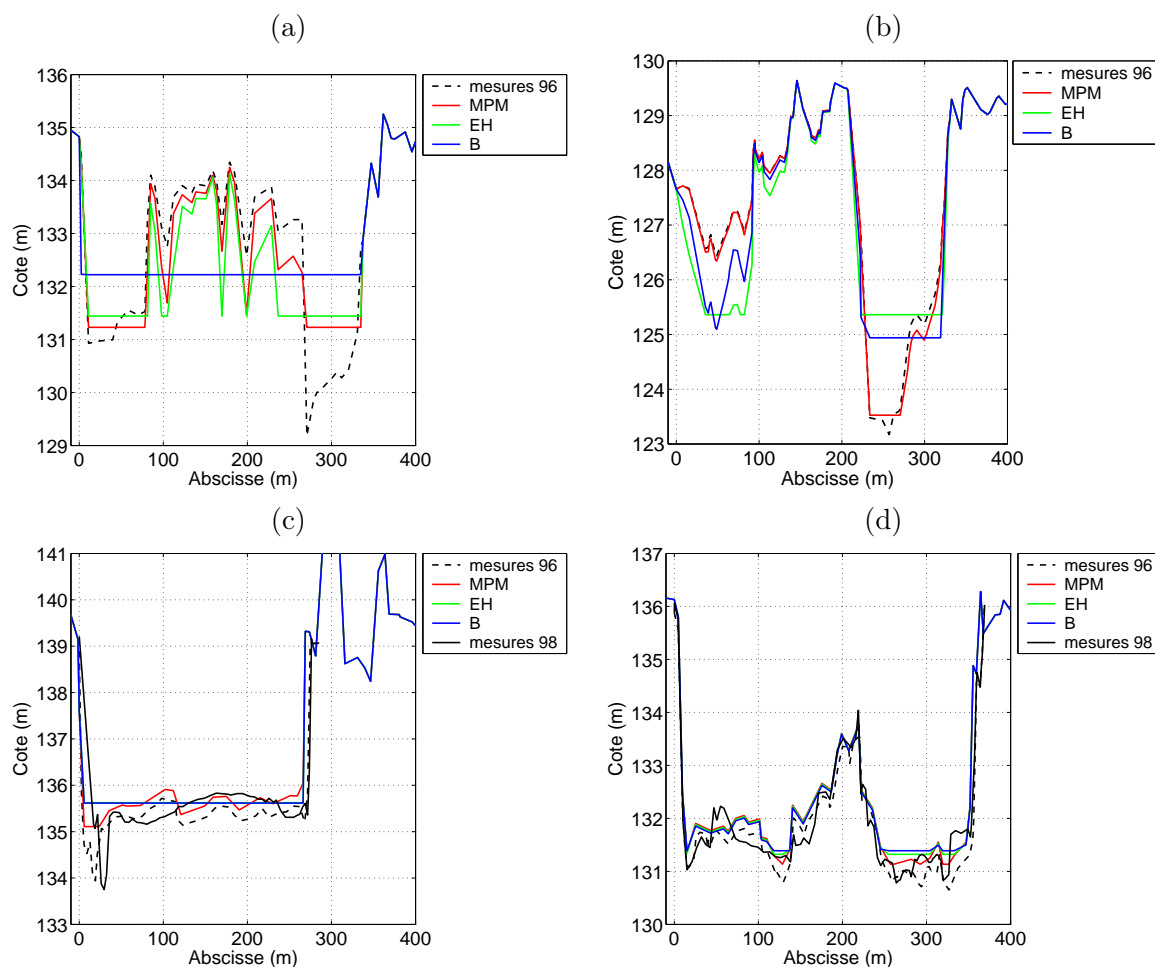 (a)
136
135
134
133
132
131
130
129
0 100 200 300 400
Cote (m)
Abscisse (m)
mesures 96
MPM
EH
B
(b)
130
129
128
127
126
125
124
123
0 100 200 300 400
Cote (m)
Abscisse (m)
mesures 96
MPM
EH
B
(c)
141
140
139
138
137
136
135
134
133
0 100 200 300 400
Cote (m)
Abscisse (m)
mesures 96
MPM
EH
B
mesures 98
(d)
137
136
135
134
133
132
131
130
0 100 200 300 400
Cote (m)
Abscisse (m)
mesures 96
MPM
EH
B
mesures 98